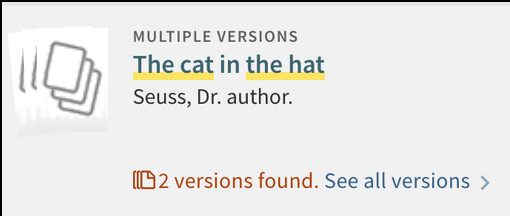 MULTIPLE VERSIONS
The cat in the hat
Seuss, Dr. author.
2 versions found. See all versions